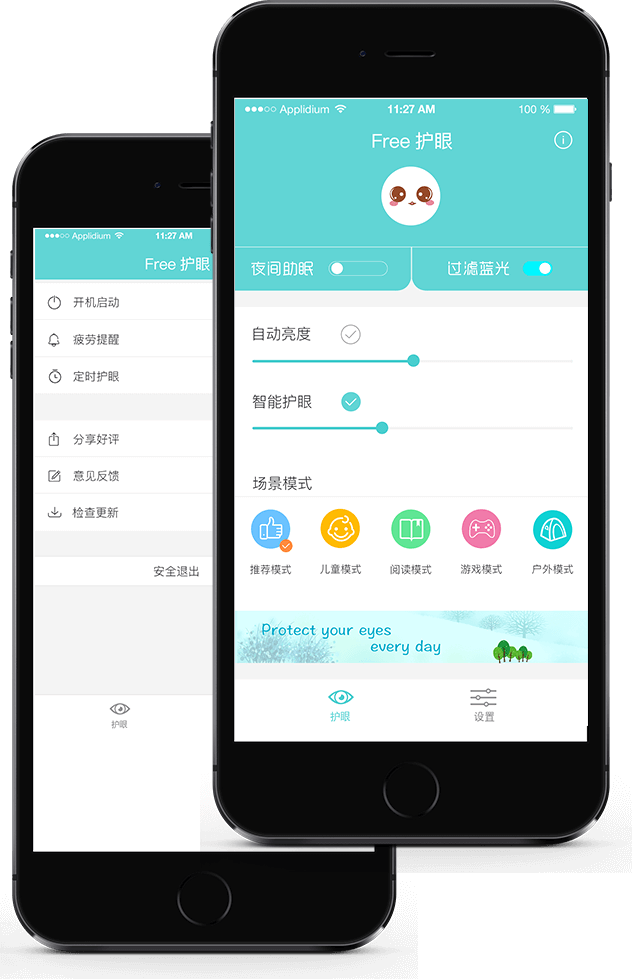 Applidium
11:27 AM
100 %
Free 护眼
夜间助眠
过滤蓝光
自动亮度
智能护眼
场景模式
推荐模式
儿童模式
阅读模式
游戏模式
户外模式
Protect your eyes
every day
护眼
设置
Applidium
11:27 AM
Free 护眼
开机启动
疲劳提醒
定时护眼
分享好评
意见反馈
检查更新
安全退出
护眼